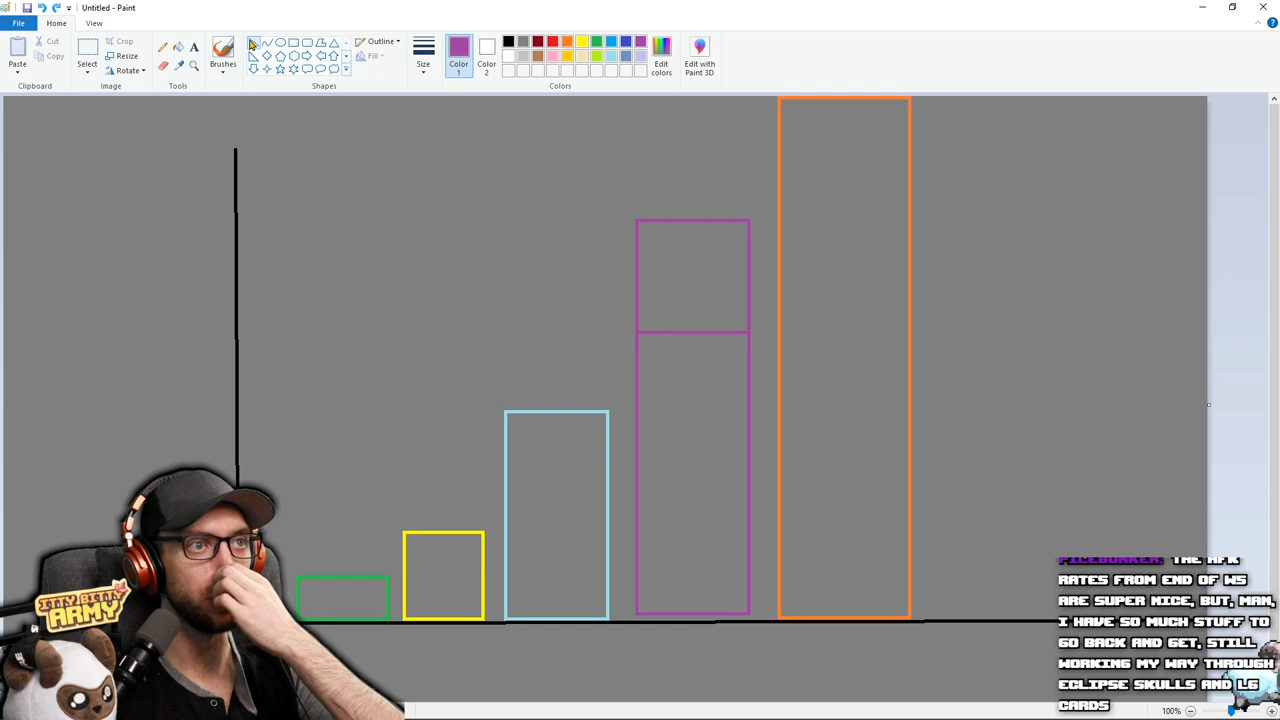 Untitled - Paint
File
Home
View
Paste
Cut
Copy
Clipboard
Select
Crop
Resize
Rotate
Image
Tools
Brushes
Shapes
Outline
Fill
Size
Color
1
Color
2
Colors
Edit
colors
Edit with
Paint 3D
ITTY BITTY
ARMY
PILEBUNKER: THE AFK
RATES FROM END OF W5
ARE SUPER NICE, BUT, MAN,
I HAVE SO MUCH STUFF TO
GO BACK AND GET, STILL
WORKING MY WAY THROUGH
ECLIPSE SKULLS AND LG
CARDS
100%